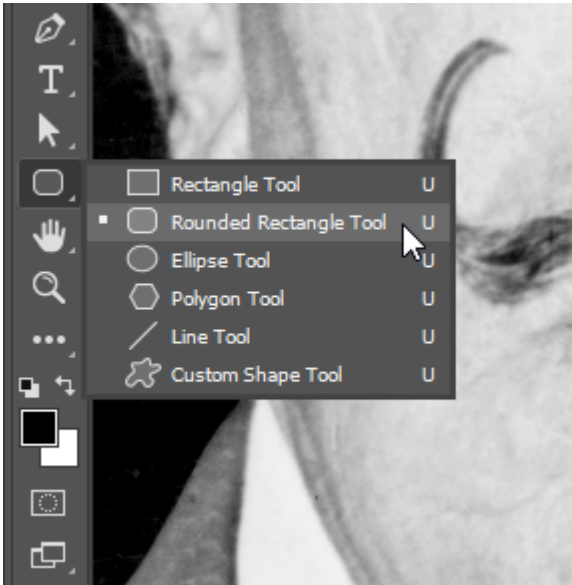 T
Rectangle Tool U
Rounded Rectangle Tool U
Ellipse Tool U
Polygon Tool U
Line Tool U
Custom Shape Tool U